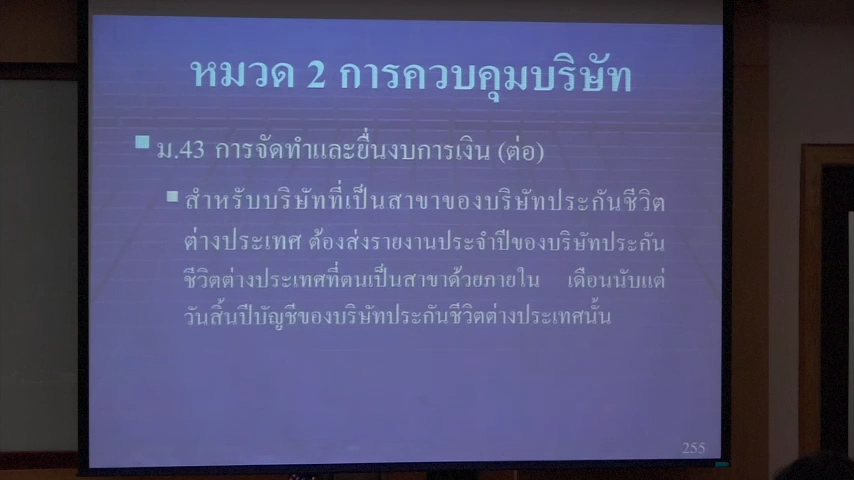 หมวด 2 การควบคุมบริษัท
ม.43 การจัดทำและยื่นงบการเงิน (ต่อ)
สำหรับบริษัทที่เป็นสาขาของบริษัทประกันชีวิต
ต่างประเทศ ต้องส่งรายงานประจำปีของบริษัทประกัน
ชีวิตต่างประเทศที่ตนเป็นสาขาด้วยภายใน เดือนนับแต่
วันสิ้นปีบัญชีของบริษัทประกันชีวิตต่างประเทศนั้น
255